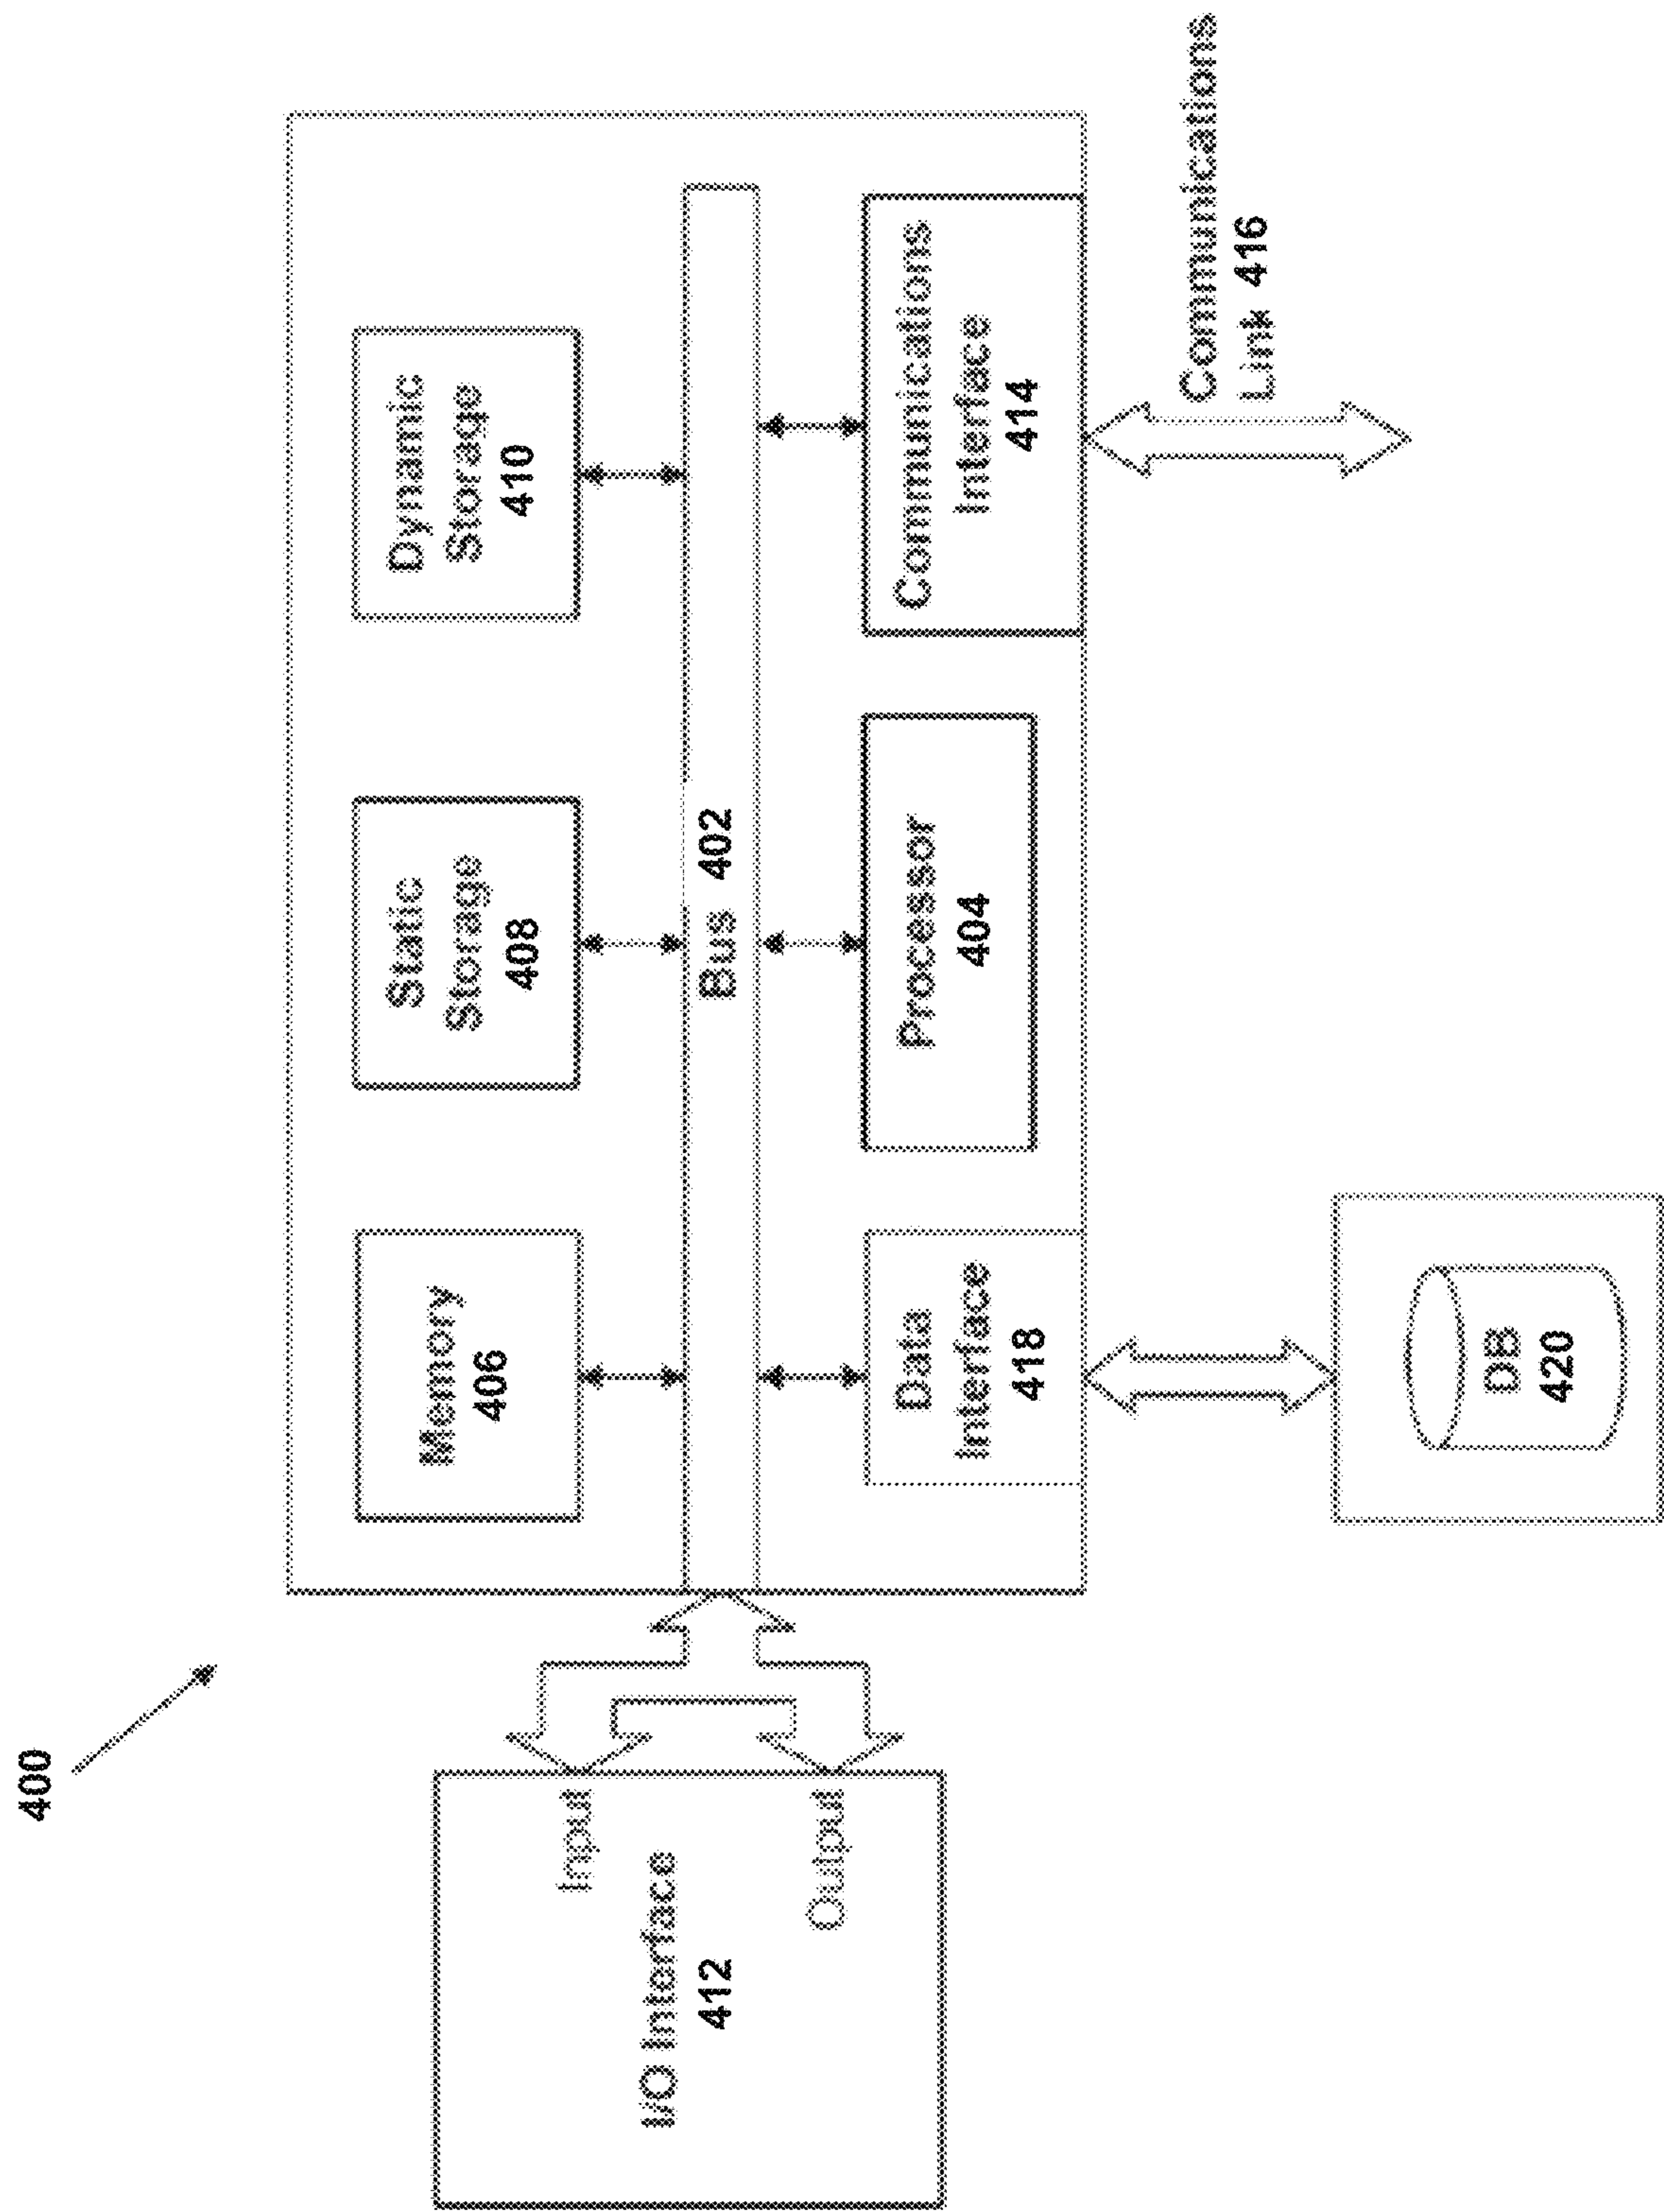 400
Memory
406
Static
Storage
408
Dynamic
Storage
410
I/O Interface
412
Input
Output
Bus 402
Data
Interface
418
Processor
404
Communications
Interface
414
Communications
Link 416
DB
420